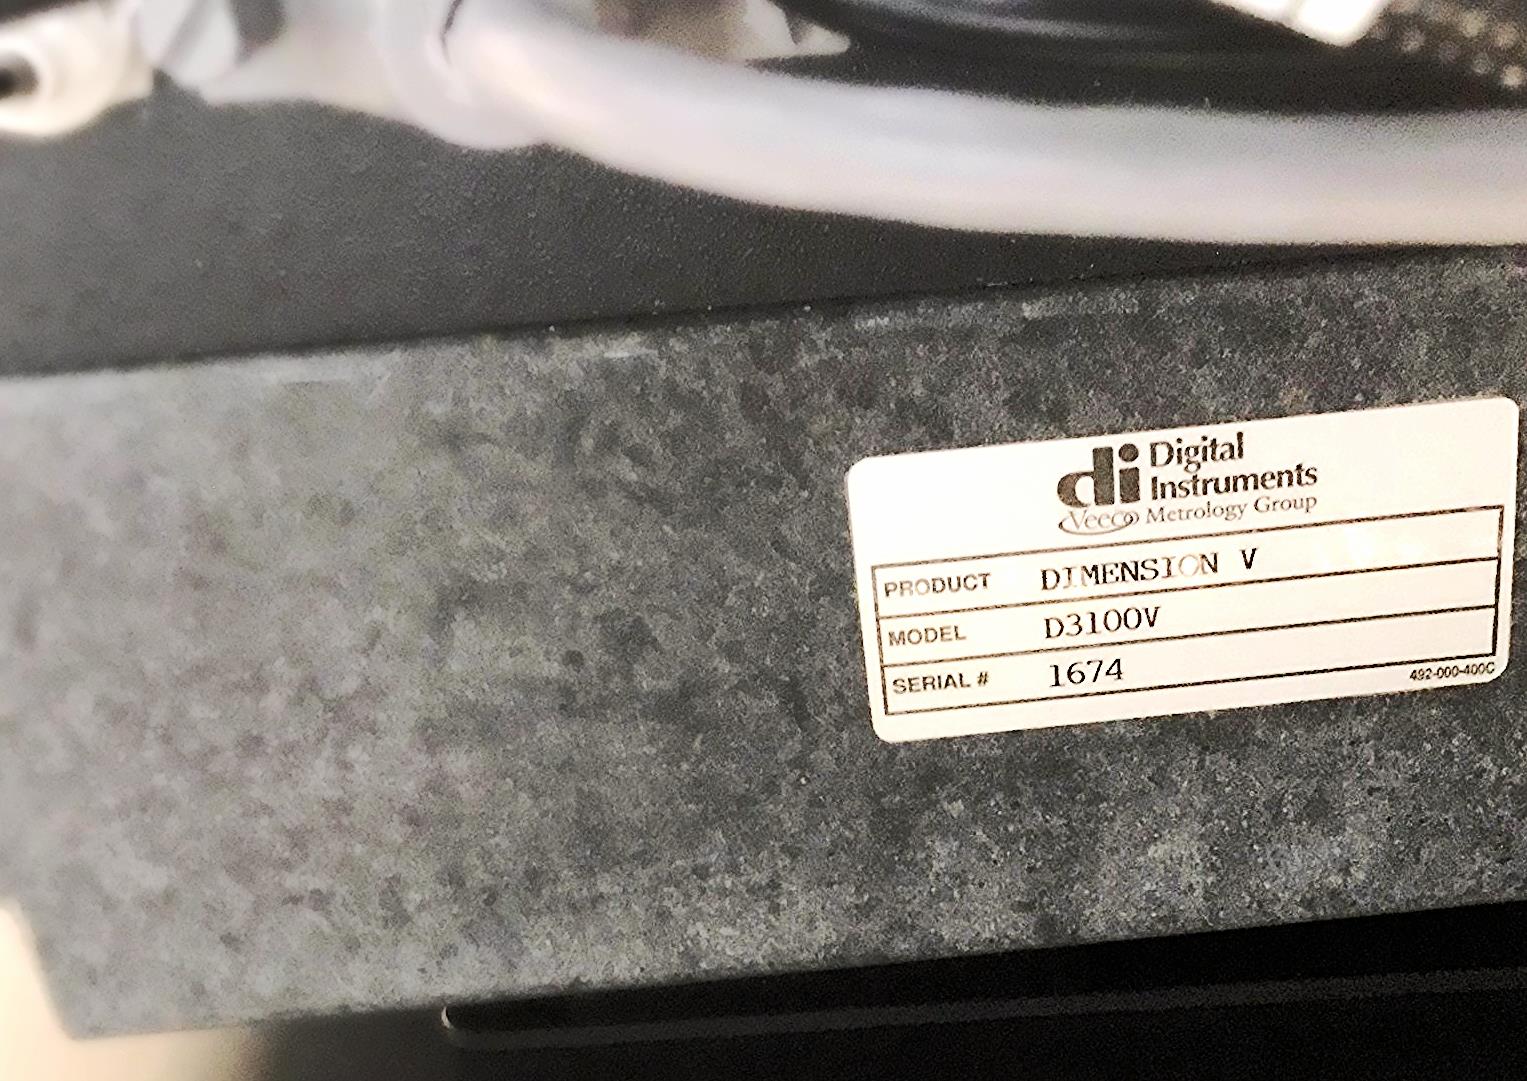 di Digital
Instruments
Veeco Metrology Group
PRODUCT DIMENSION V
MODEL D3100V
SERIAL # 1674
492-000-400C